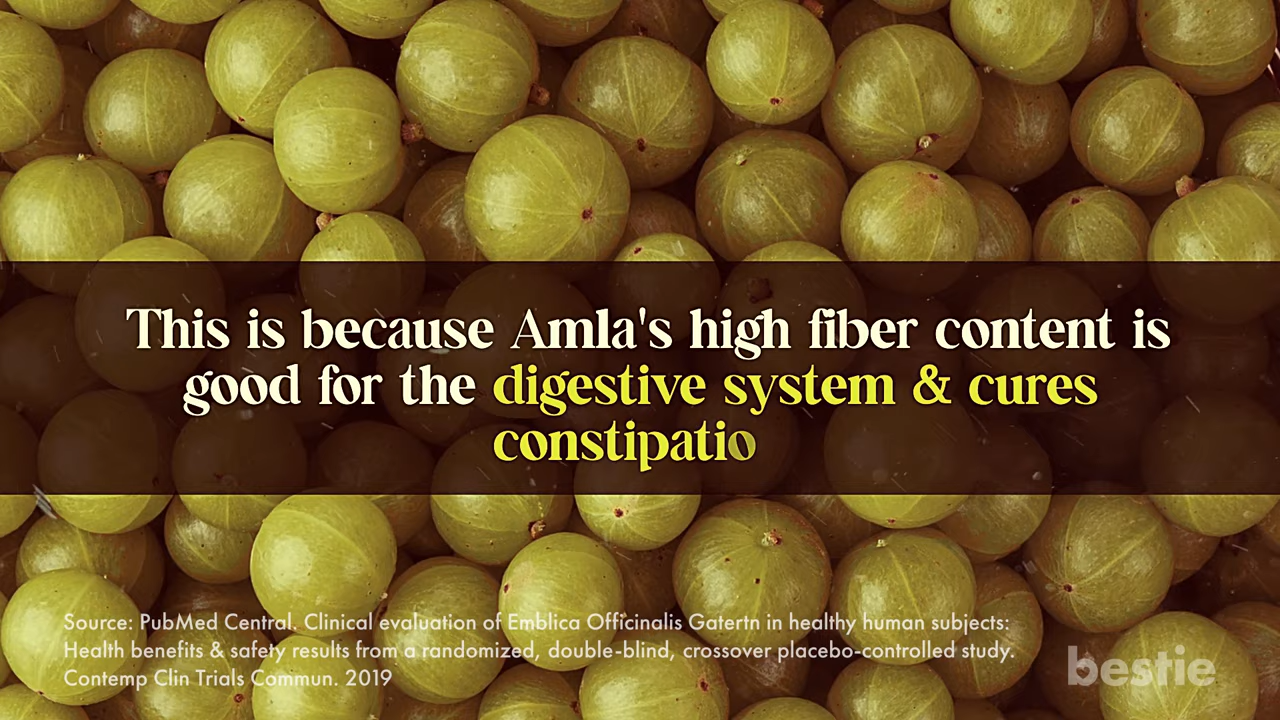 This is because Amla's high fiber content is
good for the digestive system & cures
constipatio
Source: PubMed Central. Clinical evaluation of Emblica Officinalis Gatertn in healthy human subjects:
Health benefits & safety results from a randomized, double-blind, crossover placebo-controlled study.
Contemp Clin Trials Commun. 2019
bestie